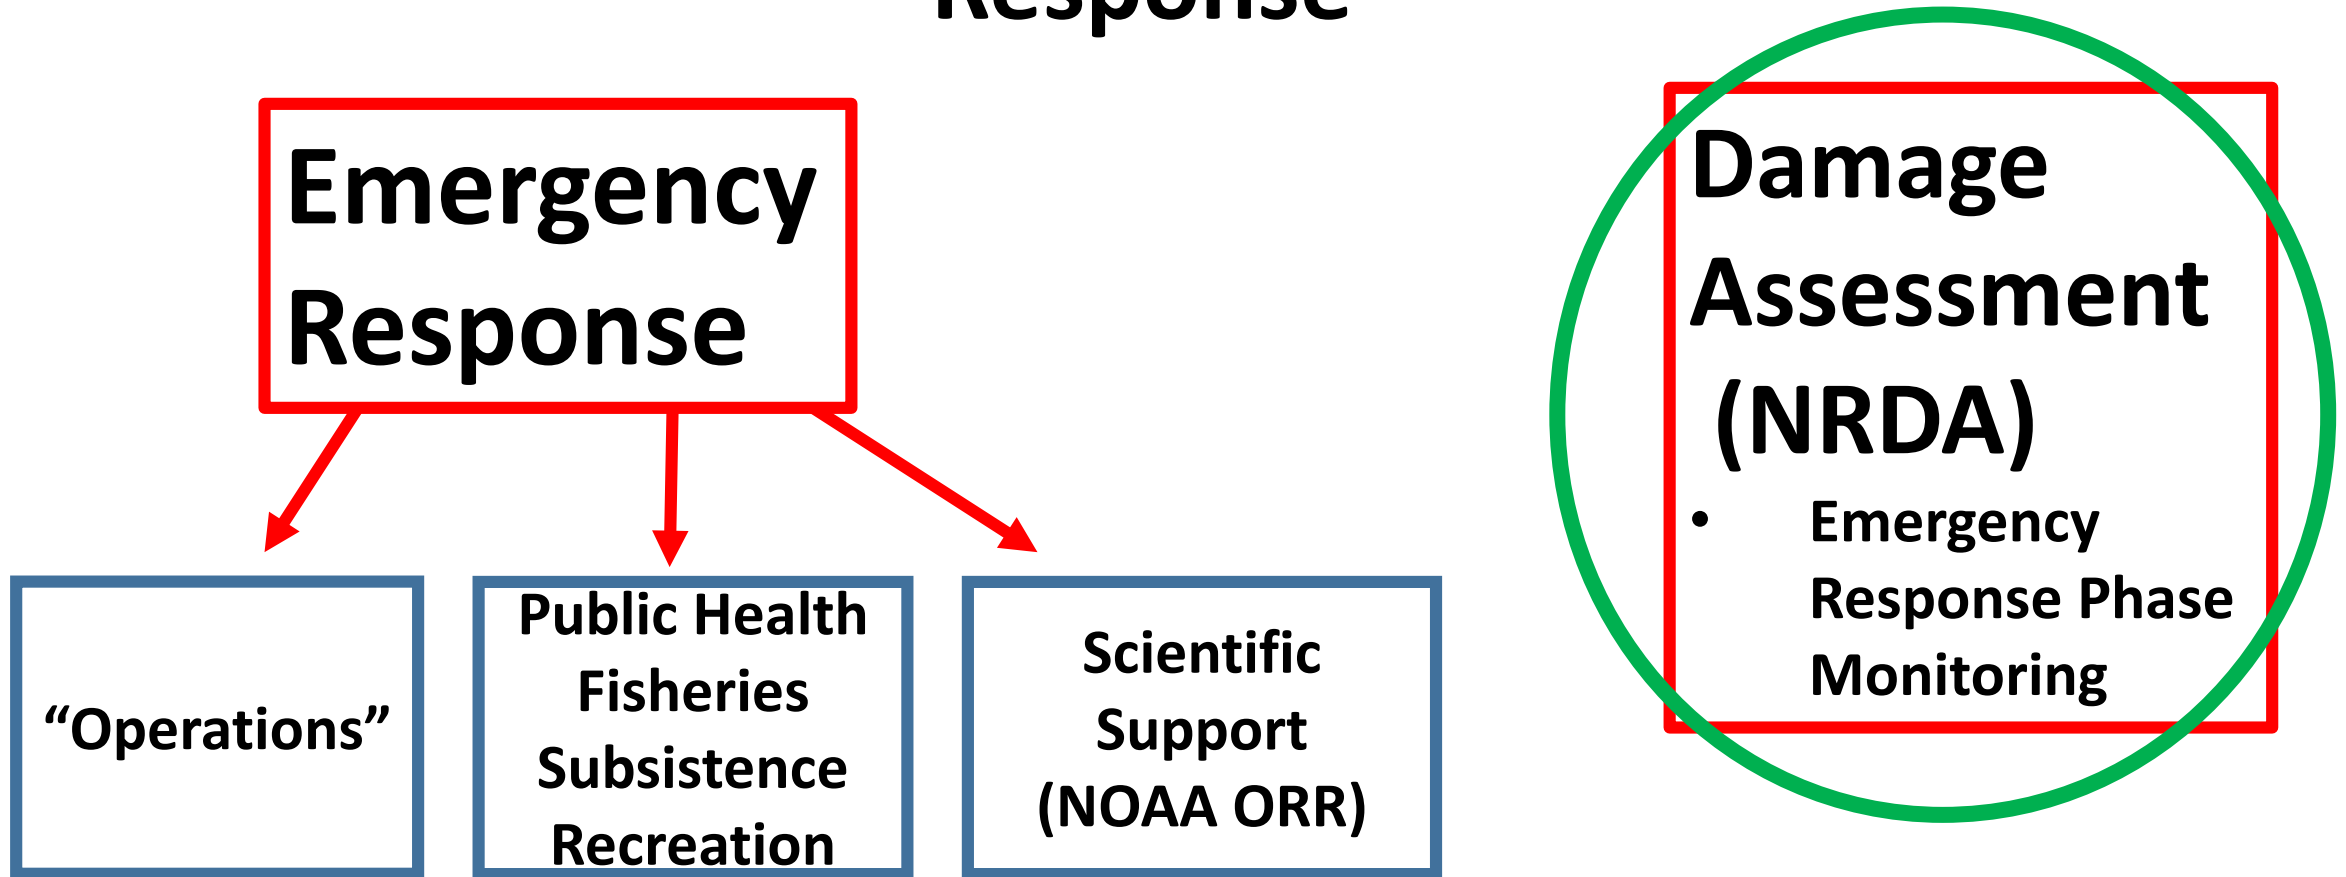 Response
Emergency
Response
Damage
Assessment
(NRDA)
• Emergency
Response Phase
Monitoring
“Operations”
Public Health
Fisheries
Subsistence
Recreation
Scientific
Support
(NOAA ORR)